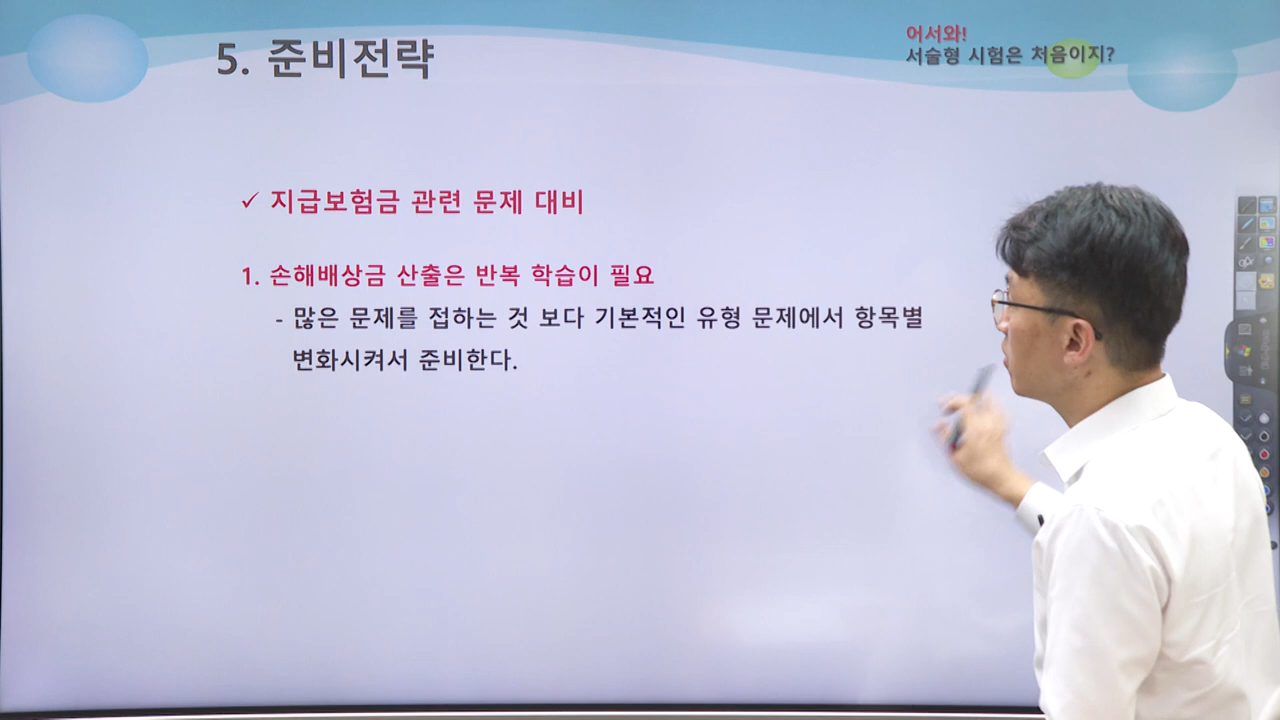 5. 준비전략
어서와!
서술형 시험은 처음이지?
✓ 지급보험금 관련 문제 대비
1. 손해배상금 산출은 반복 학습이 필요
- 많은 문제를 접하는 것 보다 기본적인 유형 문제에서 항목별
변화시켜서 준비한다.